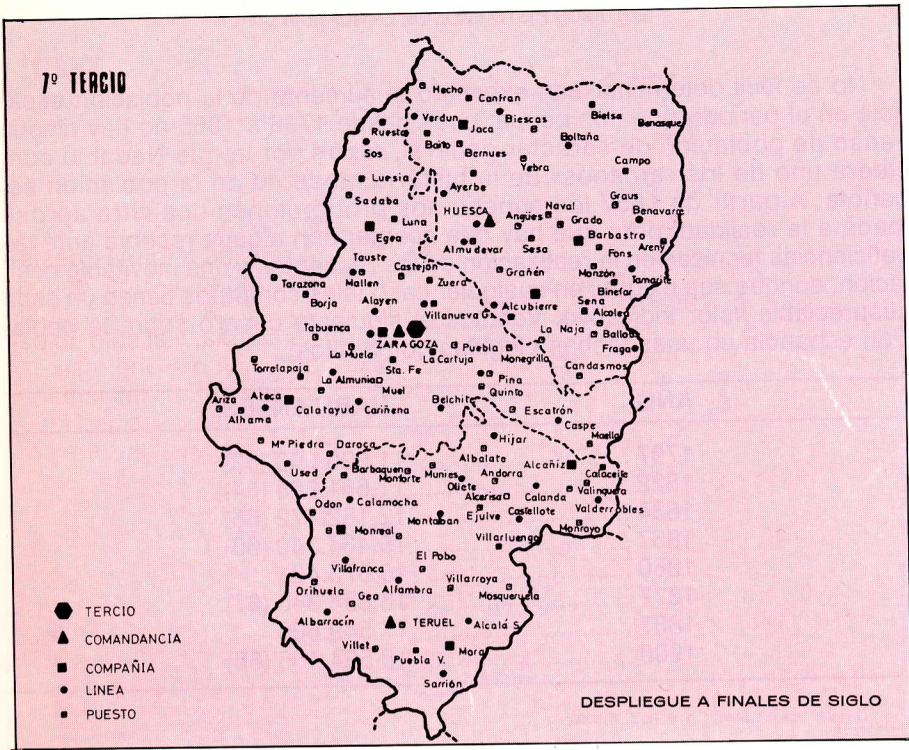 7º TERCIO
Hecho
Canfran
Verdun
Biescas
Bielsa
Benasque
Ruesta
Jaca
Boltaña
Sos
Bailo
Bernues
Yebra
Campo
Luesia
Ayerbe
Sadaba
Graus
HUESCA
Angües
Naval
Benavarre
Luna
Grado
Egea
Barbastro
Almudevar
Sesa
Fons
Areny
Tauste
Castejón
Grañén
Monzón
Tamarite
Tarazona
Mallen
Zuera
Binefar
Borja
Alayen
Sena
Villanueva G
Alcubierre
Alcolea
Tabuenca
La Naja
Ballou
ZARAGOZA
Puebla
Fraga
La Muela
La Cartuja
Monegrillo
Torrelapaja
Sta. Fe
Candasmos
La Almunia
Muel
Pina
Quinto
Ariza
Ateca
Belchite
Calatayud
Cariñena
Escatrón
Alhama
Caspe
Mª Piedra
Daroca
Hijar
Maella
Albalate
Used
Barbaquen
Munies
Andorra
Alcañiz
Calaceite
Monforte
Oliete
Valinquera
Odon
Calamocha
Alcorisa
Calanda
Valderrobles
Montalban
Ejulve
Castellote
Monreal
Monroyo
Villarluengo
El Pobo
Villafranca
Villarroya
Orihuela
Alfambra
Mosqueruela
Gea
Albarracín
TERUEL
Alcalá S.
Villet
Mora
Puebla V.
Sarrión
TERCIO
COMANDANCIA
COMPAÑIA
LINEA
PUESTO
DESPLIEGUE A FINALES DE SIGLO